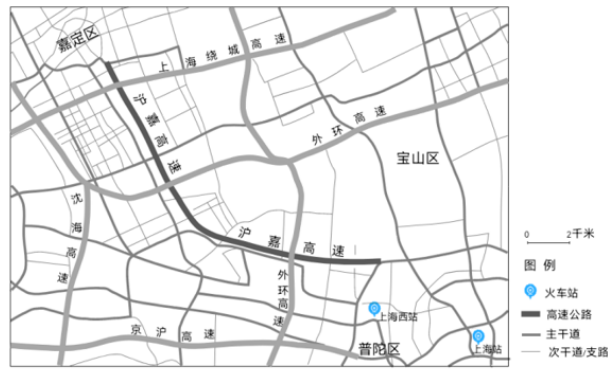 嘉定区
上海绕城高速
沪嘉高速
外环高速
宝山区
沈海高速
沪嘉高速
外环高速
京沪高速
上海西站
普陀区
上海站
0 2千米
图 例
火车站
高速公路
主干道
次干道/支路